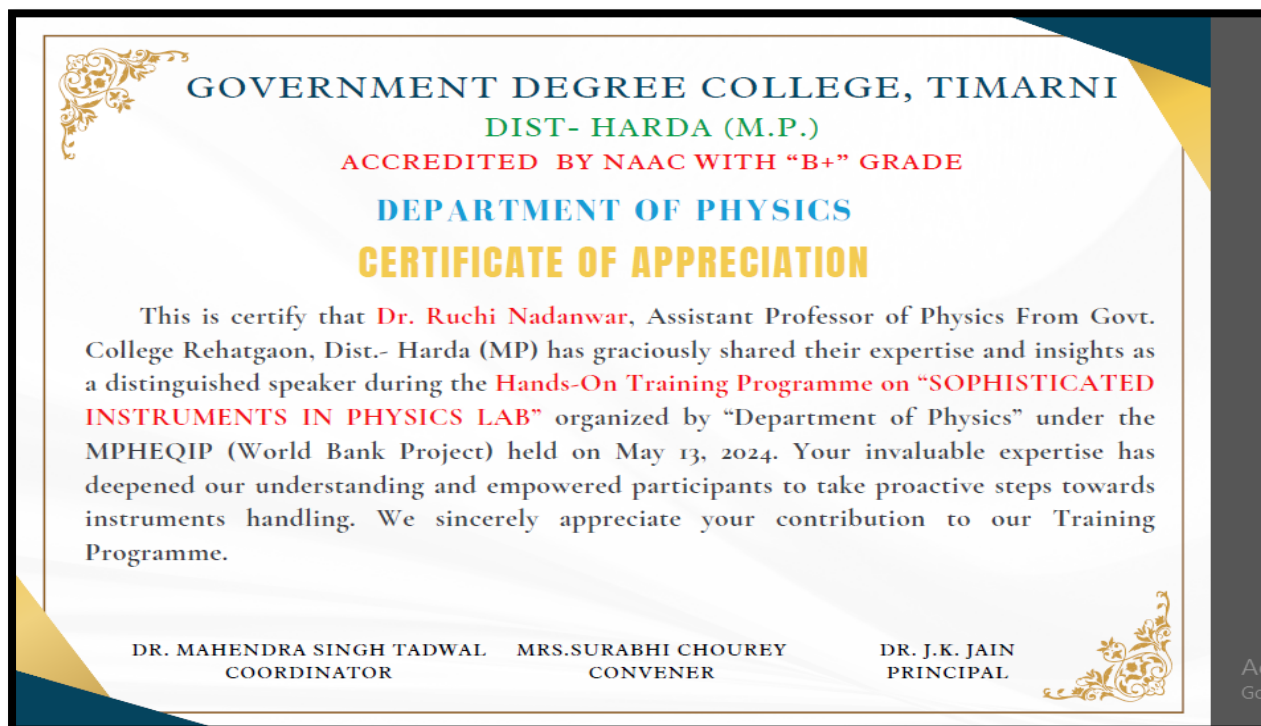 GOVERNMENT DEGREE COLLEGE, TIMARNI
DIST- HARDA (M.P.)
ACCREDITED BY NAAC WITH “B+” GRADE
DEPARTMENT OF PHYSICS
CERTIFICATE OF APPRECIATION
This is certify that Dr. Ruchi Nadanwar, Assistant Professor of Physics From Govt.
College Rehatgaon, Dist.- Harda (MP) has graciously shared their expertise and insights as
a distinguished speaker during the Hands-On Training Programme on “SOPHISTICATED
INSTRUMENTS IN PHYSICS LAB” organized by “Department of Physics” under the
MPHEQIP (World Bank Project) held on May 13, 2024. Your invaluable expertise has
deepened our understanding and empowered participants to take proactive steps towards
instruments handling. We sincerely appreciate your contribution to our Training
Programme.
DR. MAHENDRA SINGH TADWAL MRS.SURABHI CHOUREY DR. J.K. JAIN
COORDINATOR CONVENER PRINCIPAL